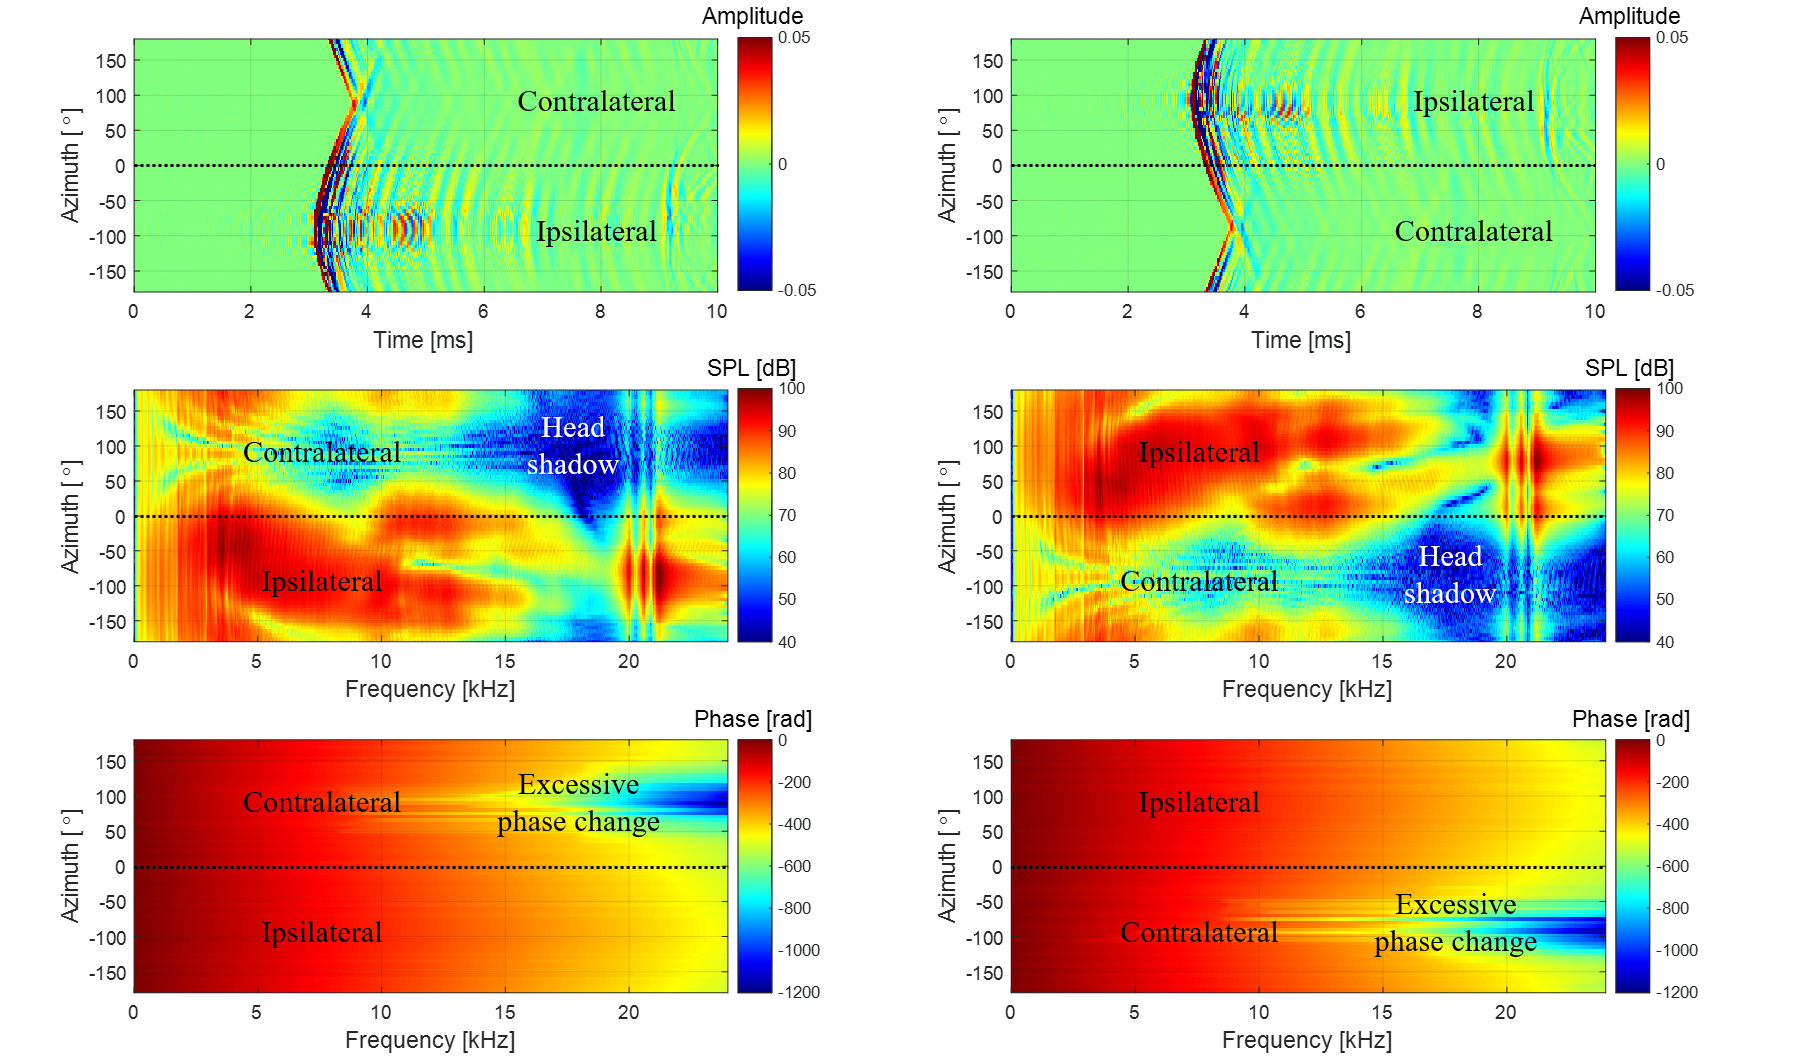 Amplitude
150
100
50
0
-50
-100
-150
Azimuth [ °]
Contralateral
Ipsilateral
0.05
0
-0.05
0 2 4 6 8 10
Time [ms]
Amplitude
150
100
50
0
-50
-100
-150
Azimuth [ °]
Ipsilateral
Contralateral
0.05
0
-0.05
0 2 4 6 8 10
Time [ms]
SPL [dB]
150
100
50
0
-50
-100
-150
Azimuth [ °]
Head
shadow
Contralateral
Ipsilateral
100
90
80
70
60
50
40
0 5 10 15 20
Frequency [kHz]
SPL [dB]
150
100
50
0
-50
-100
-150
Azimuth [ °]
Ipsilateral
Head
shadow
Contralateral
100
90
80
70
60
50
40
0 5 10 15 20
Frequency [kHz]
Phase [rad]
150
100
50
0
-50
-100
-150
Azimuth [ °]
Contralateral
Excessive
phase change
Ipsilateral
0
-200
-400
-600
-800
-1000
-1200
0 5 10 15 20
Frequency [kHz]
Phase [rad]
150
100
50
0
-50
-100
-150
Azimuth [ °]
Ipsilateral
Excessive
phase change
Contralateral
0
-200
-400
-600
-800
-1000
-1200
0 5 10 15 20
Frequency [kHz]